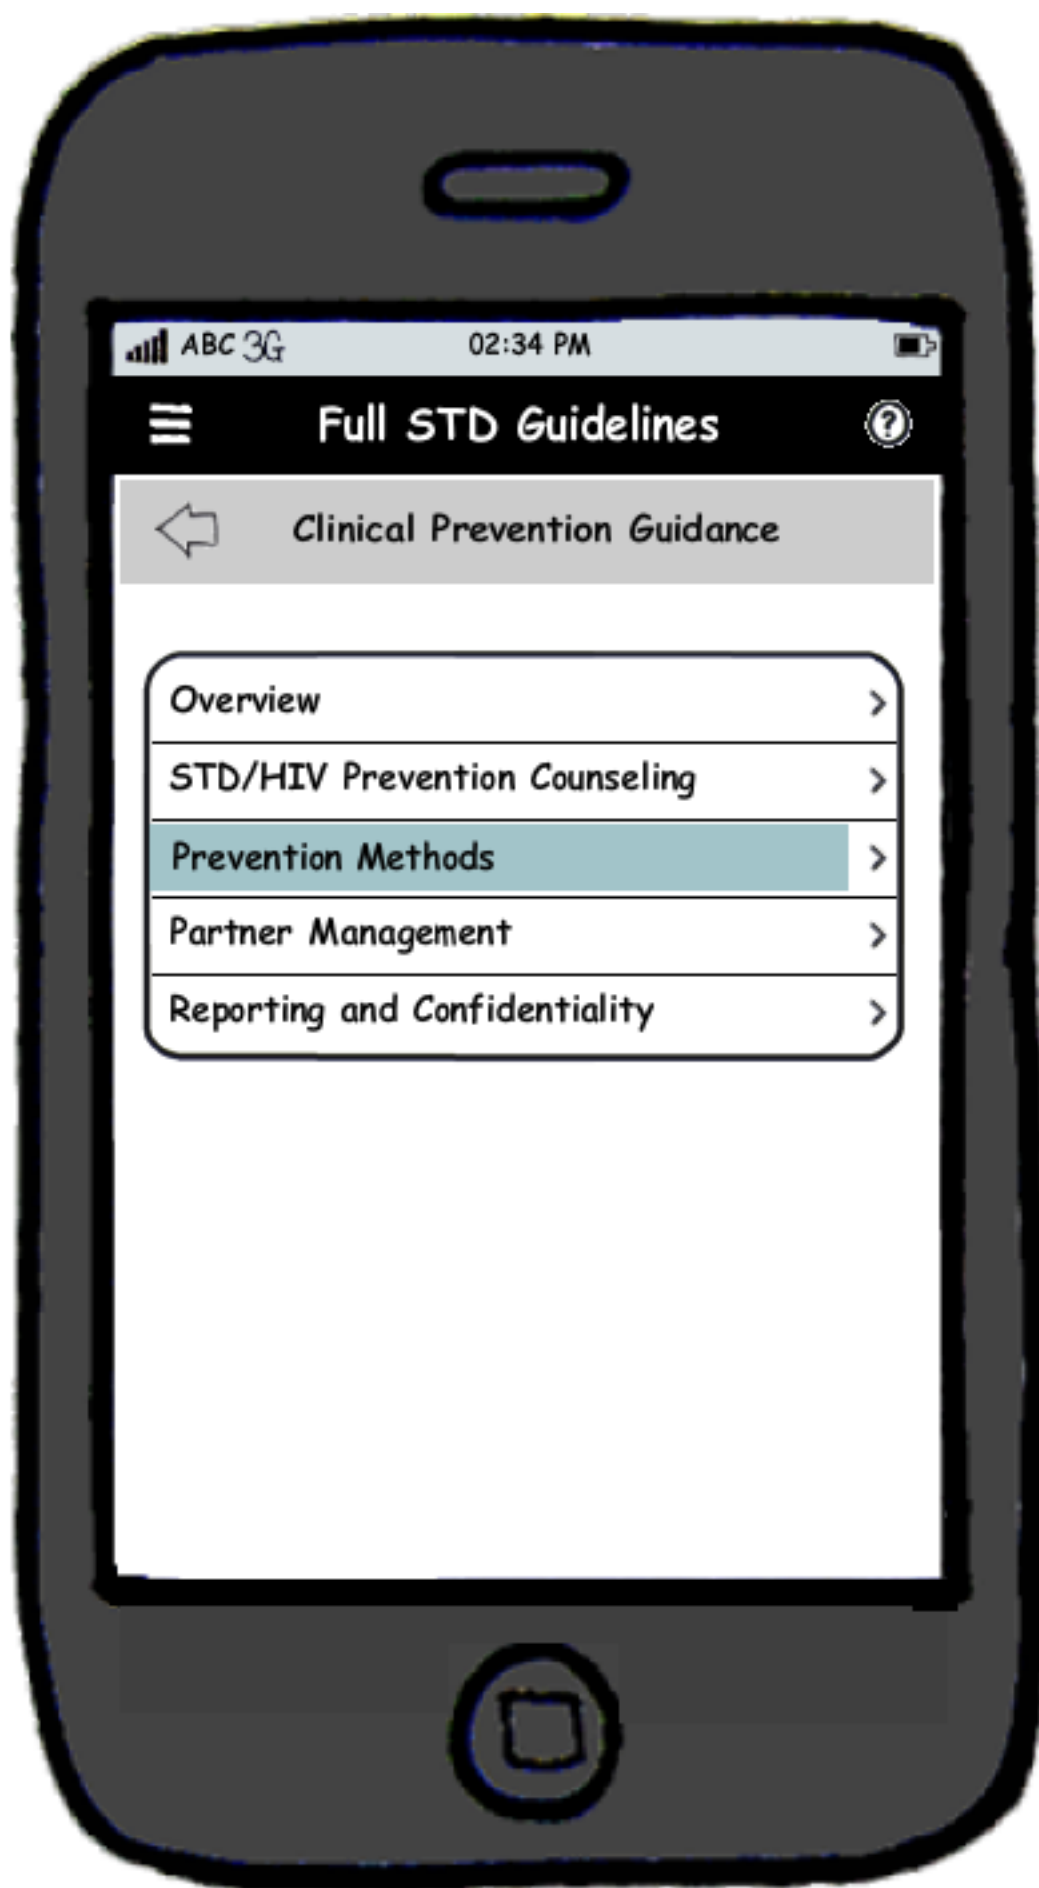 ABC 3G 02:34 PM
Full STD Guidelines ?
Clinical Prevention Guidance
Overview
STD/HIV Prevention Counseling
Prevention Methods
Partner Management
Reporting and Confidentiality